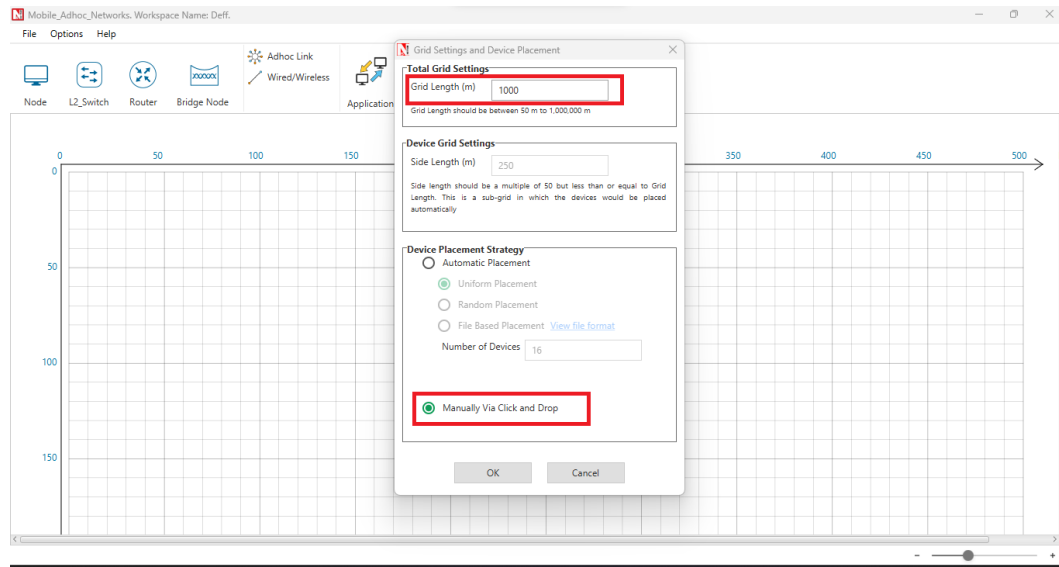 Mobile_Adhoc_Networks. Workspace Name: Deff.
File Options Help
Adhoc Link
Wired/Wireless
Node L2_Switch Router Bridge Node Application
Grid Settings and Device Placement
Total Grid Settings
Grid Length (m) 1000
Grid Length should be between 50 m to 1,000,000 m
Device Grid Settings
Side Length (m) 250
Side length should be a multiple of 50 but less than or equal to Grid
Length. This is a sub-grid in which the devices would be placed
automatically
Device Placement Strategy
Automatic Placement
Uniform Placement
Random Placement
File Based Placement View file format
Number of Devices 16
Manually Via Click and Drop
OK Cancel
0 50 100 150 350 400 450 500
0
50
100
150
- +